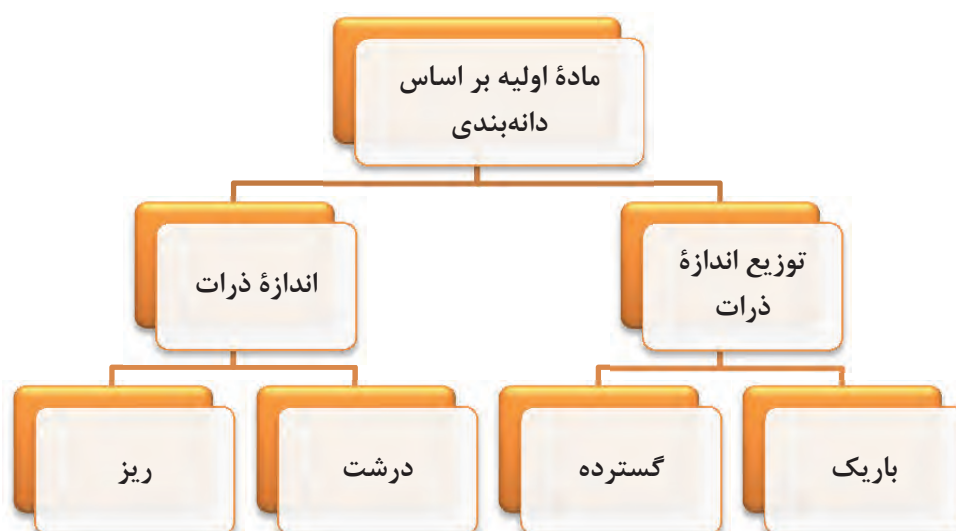 مادهٔ اولیه بر اساس
دانه‌بندی
توزیع اندازهٔ
ذرات
اندازهٔ ذرات
باریک
گسترده
درشت
ریز